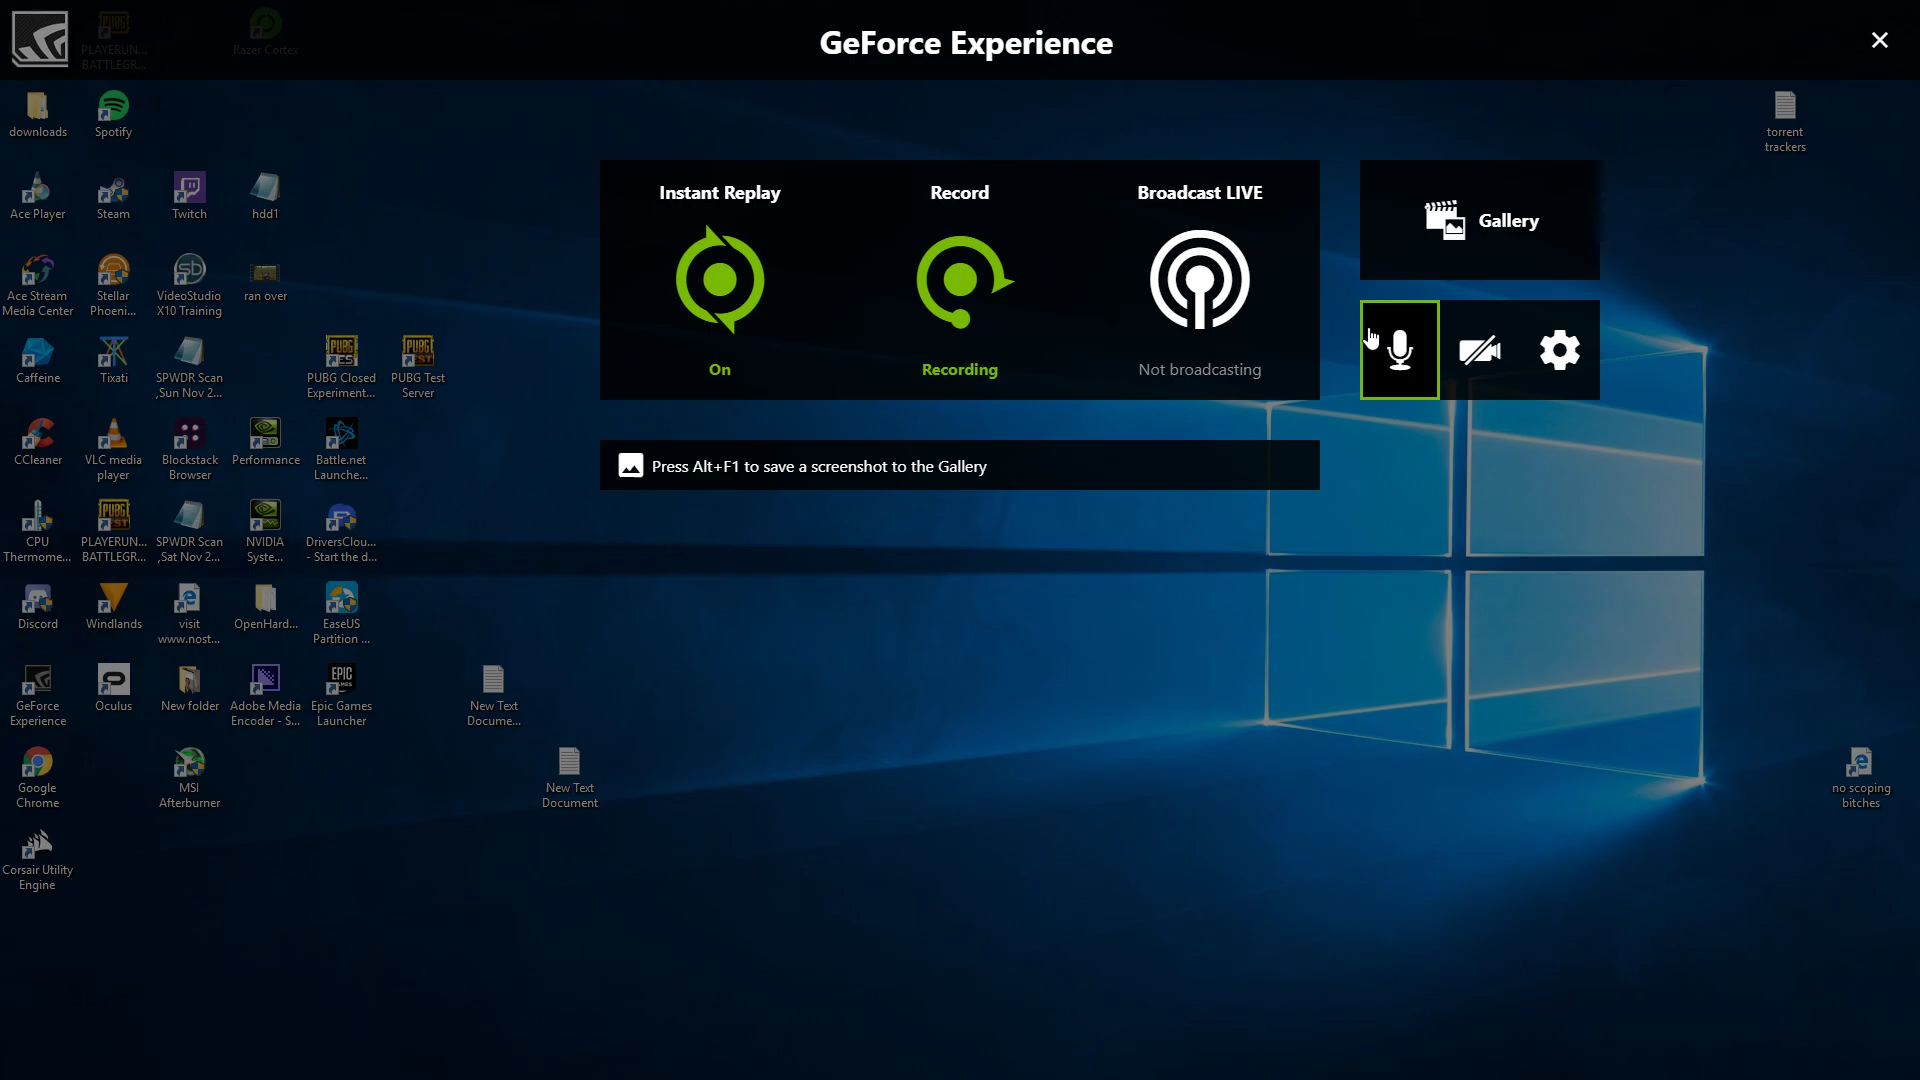 GeForce Experience
PLAYERUN...
BATTLEGR...
Razer Cortex
downloads
Spotify
torrent
trackers
Instant Replay
Record
Broadcast LIVE
Gallery
On
Recording
Not broadcasting
Press Alt+F1 to save a screenshot to the Gallery
Ace Player
Steam
Twitch
hdd1
Ace Stream
Media Center
Stellar
Phoeni...
VideoStudio
X10 Training
ran over
Caffeine
Tixati
SPWDR Scan
,Sun Nov 2...
PUBG Closed
Experiment...
PUBG Test
Server
CCleaner
VLC media
player
Blockstack
Browser
Performance
Battle.net
Launche...
CPU
Thermome...
PLAYERUN...
BATTLEGR...
SPWDR Scan
,Sat Nov 2...
NVIDIA
Syste...
DriversClou...
- Start the d...
Discord
Windlands
visit
www.nost...
OpenHard...
EaseUS
Partition ...
GeForce
Experience
Oculus
New folder
Adobe Media
Encoder - S...
EPIC
GAMES
Epic Games
Launcher
New Text
Docume...
Google
Chrome
MSI
Afterburner
New Text
Document
no scoping
bitches
Corsair Utility
Engine